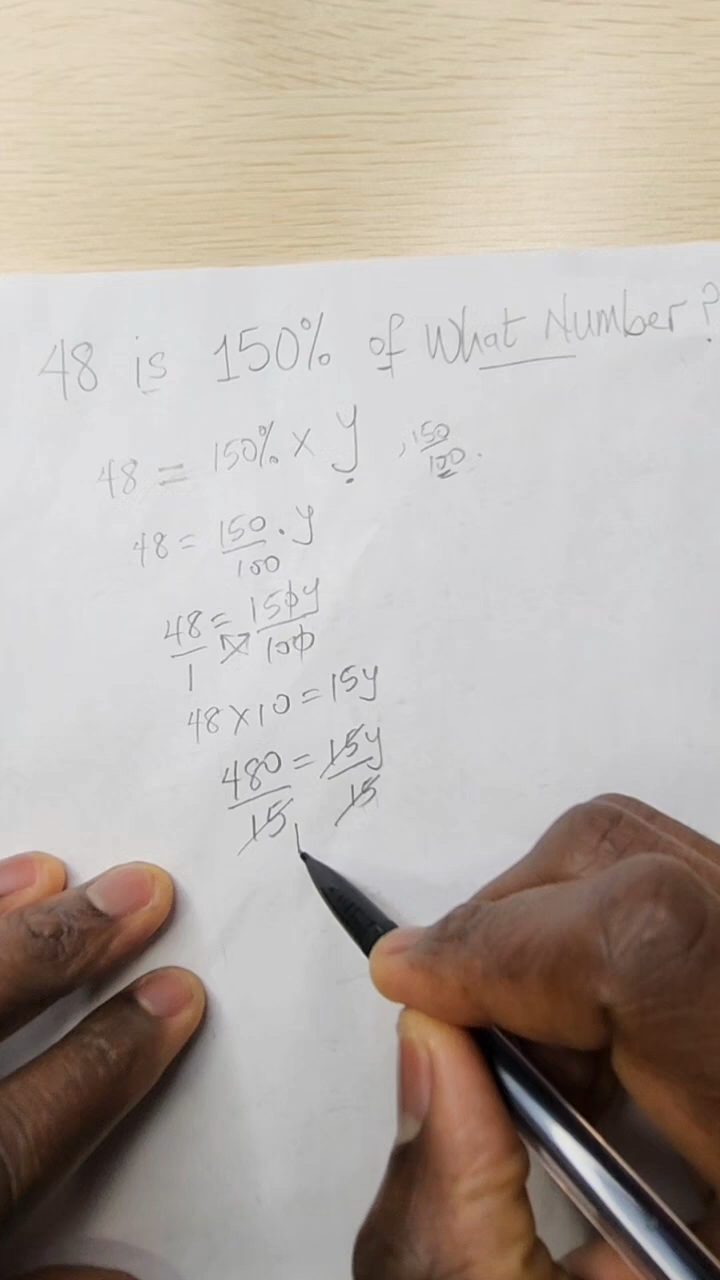 48 is 150% of What Number?
48 = 150% × y , 150/100.
48 = 150/100 . y
48/1 = 150y/100
48×10 = 15y
480/15 = 15y/15
1